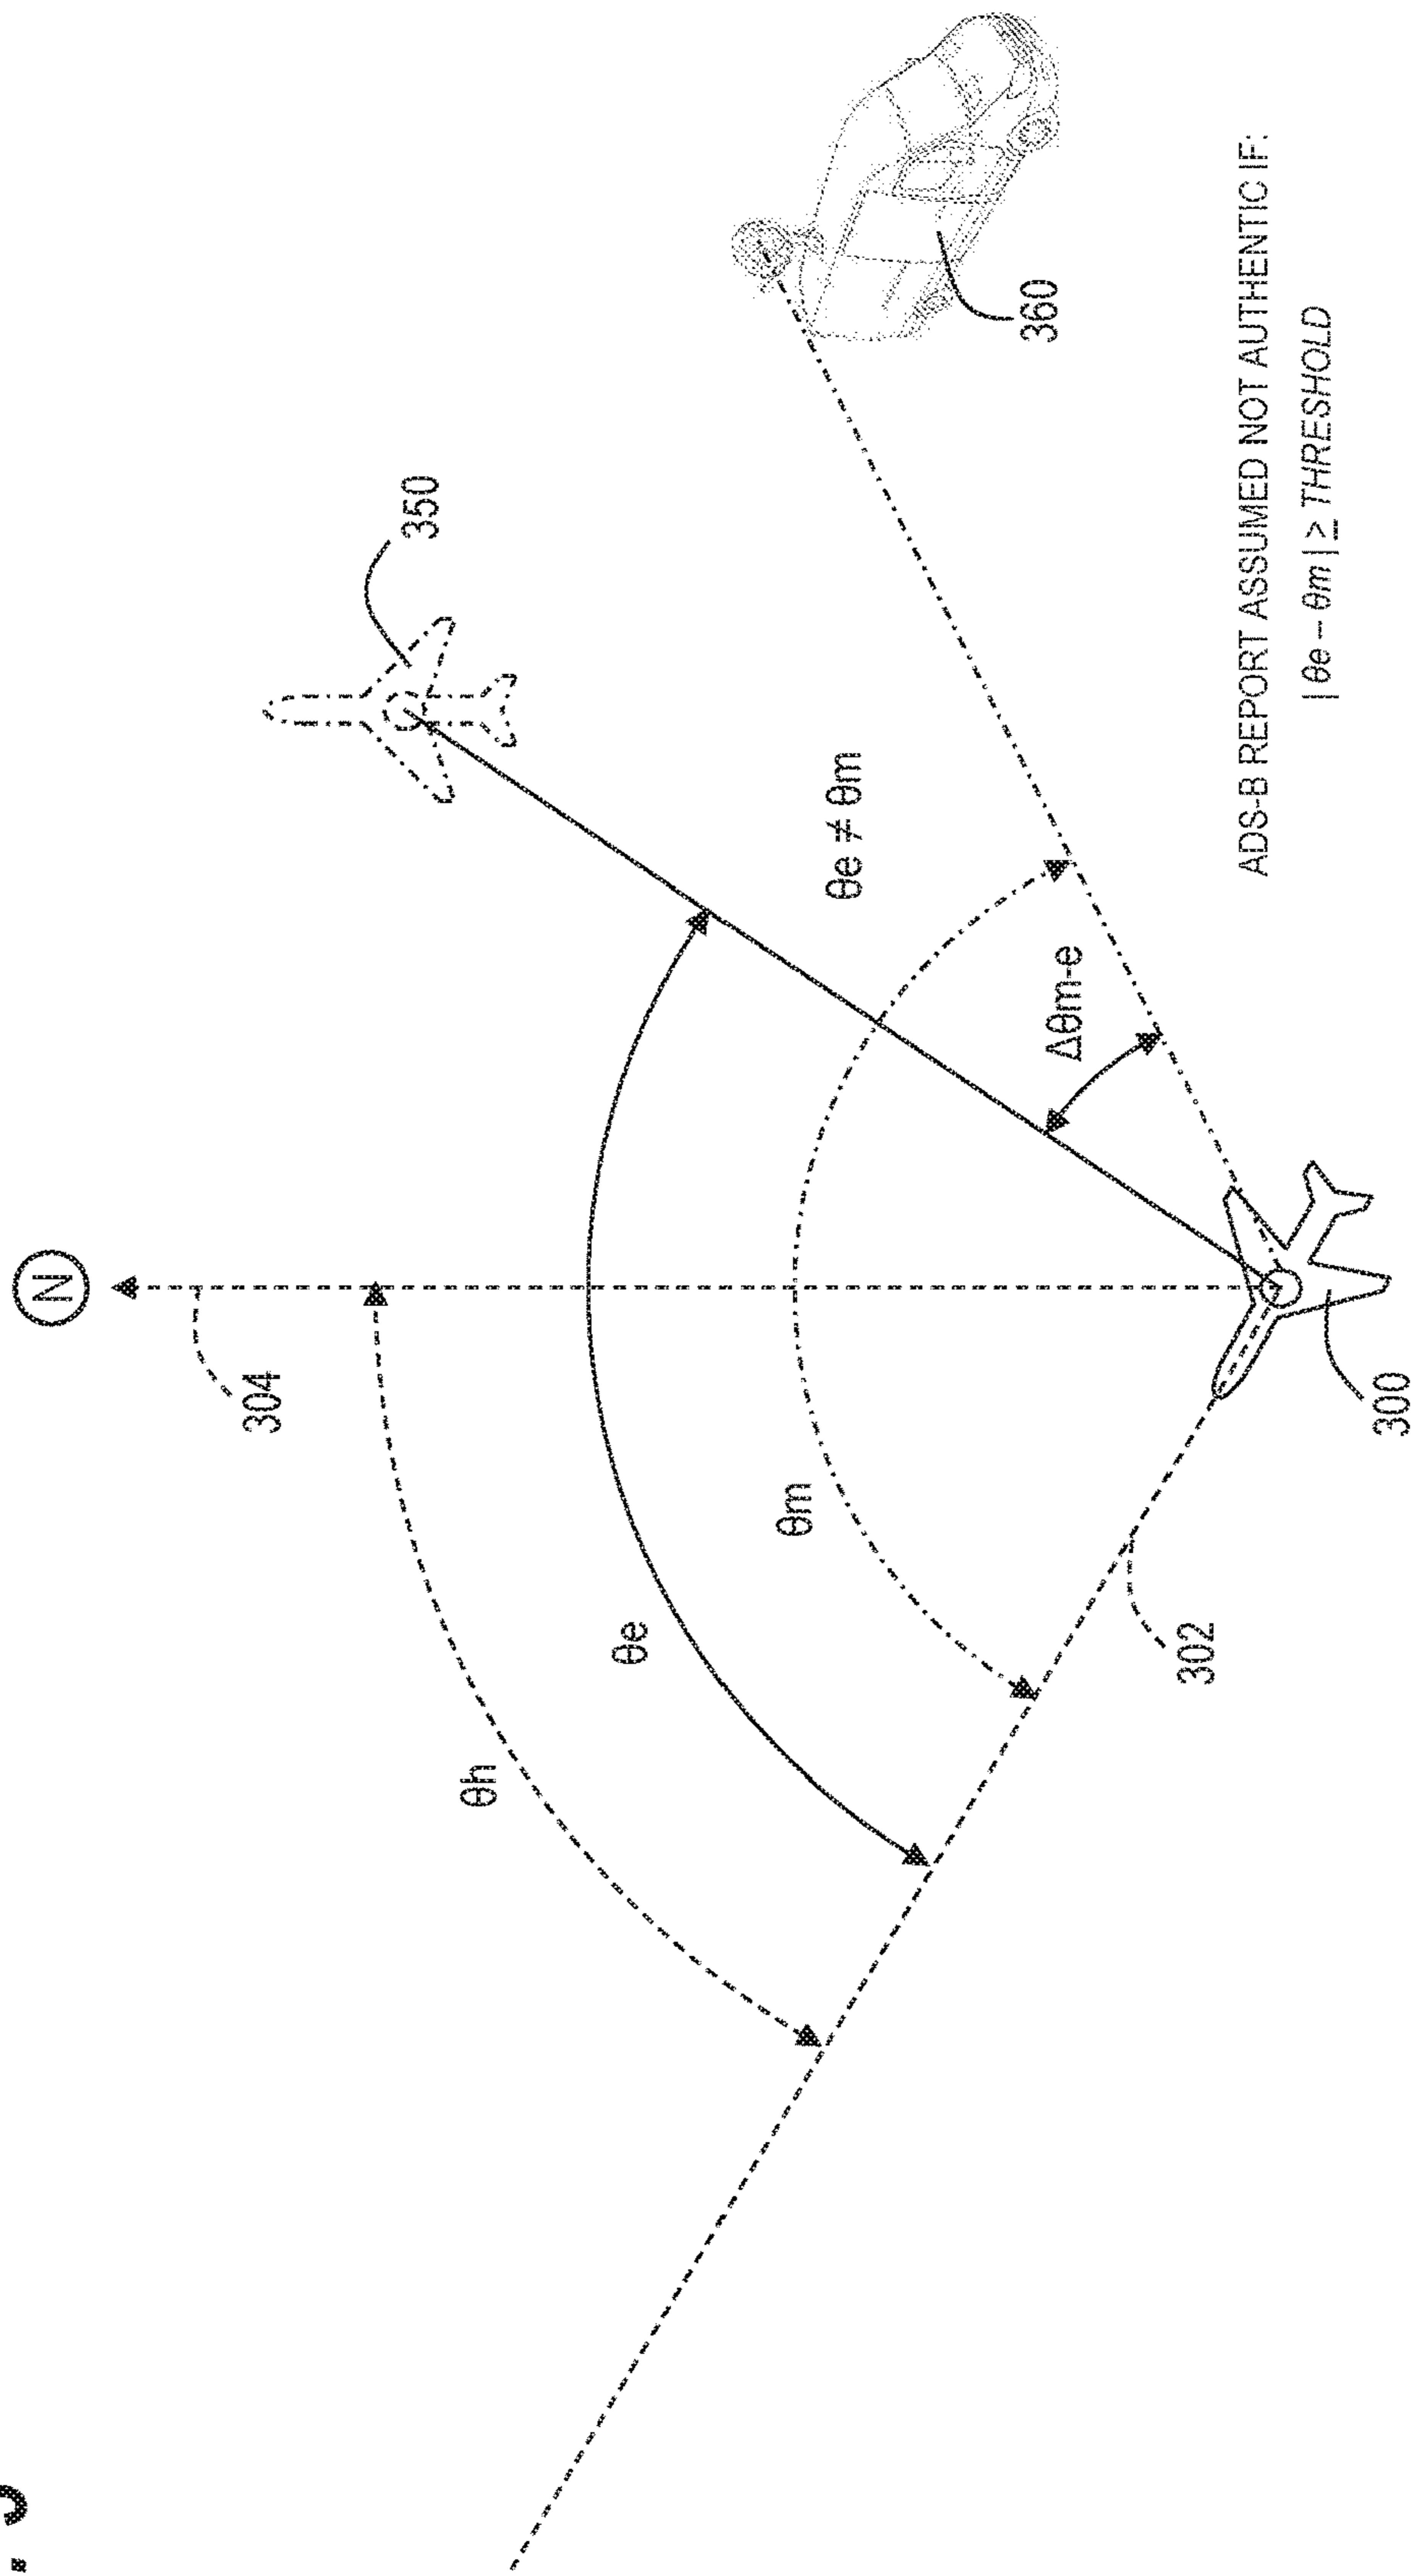 N
304
θh
θe
θm
302
300
350
θe ≠ θm
Δθm-e
360
ADS-B REPORT ASSUMED NOT AUTHENTIC IF:
| θe – θm | ≥ THRESHOLD